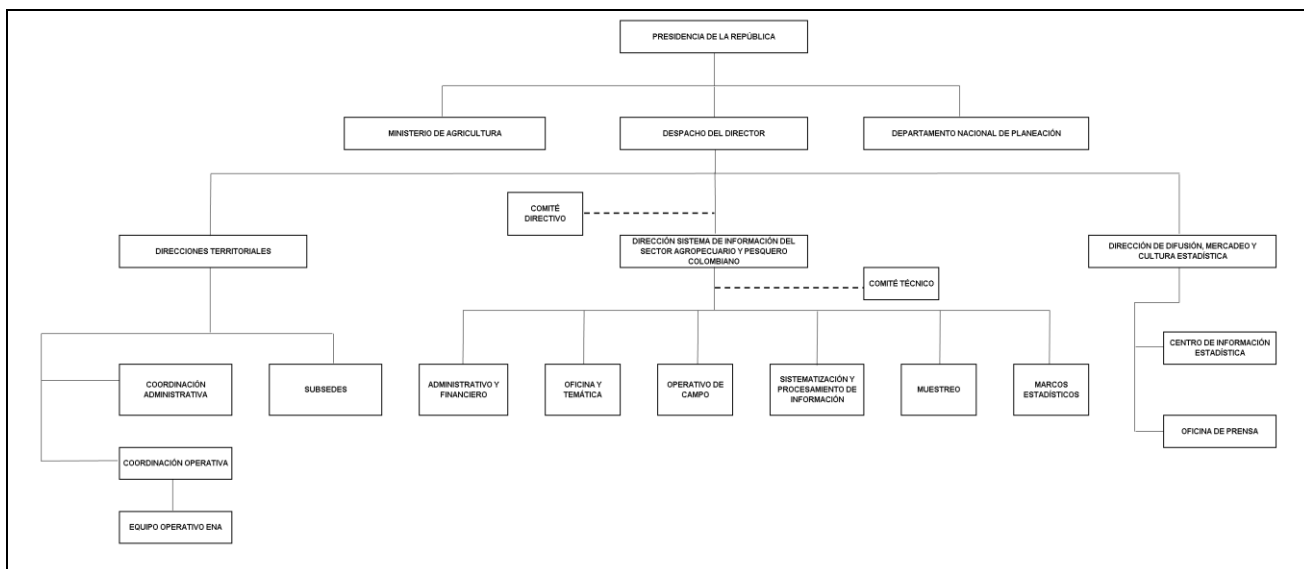 PRESIDENCIA DE LA REPÚBLICA
MINISTERIO DE AGRICULTURA
DESPACHO DEL DIRECTOR
DEPARTAMENTO NACIONAL DE PLANEACIÓN
COMITÉ
DIRECTIVO
DIRECCIONES TERRITORIALES
DIRECCIÓN SISTEMA DE INFORMACIÓN DEL
SECTOR AGROPECUARIO Y PESQUERO
COLOMBIANO
DIRECCIÓN DE DIFUSIÓN, MERCADEO Y
CULTURA ESTADÍSTICA
COMITÉ TÉCNICO
COORDINACIÓN
ADMINISTRATIVA
SUBSEDES
ADMINISTRATIVO Y
FINANCIERO
OFICINA Y
TEMÁTICA
OPERATIVO DE
CAMPO
SISTEMATIZACIÓN Y
PROCESAMIENTO DE
INFORMACIÓN
MUESTREO
MARCOS
ESTADÍSTICOS
CENTRO DE INFORMACIÓN
ESTADÍSTICA
OFICINA DE PRENSA
COORDINACIÓN OPERATIVA
EQUIPO OPERATIVO ENA